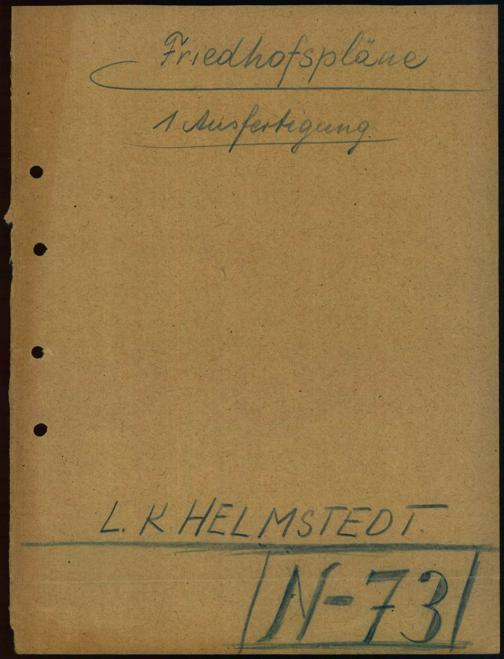 Friedhofspläne
1 Ausfertigung
L. K HELMSTEDT.
N-73